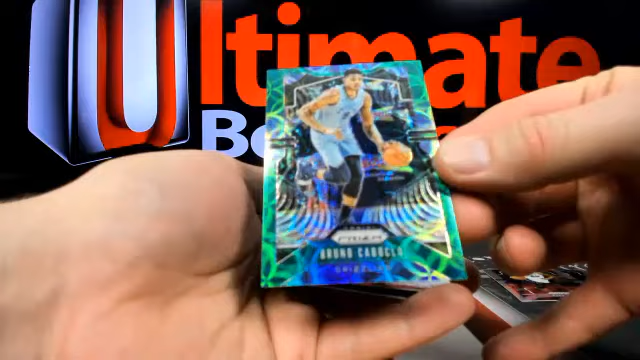 Ultimate
Bo
PRIZM
BRUNO CABOCLO
GRIZZLIES